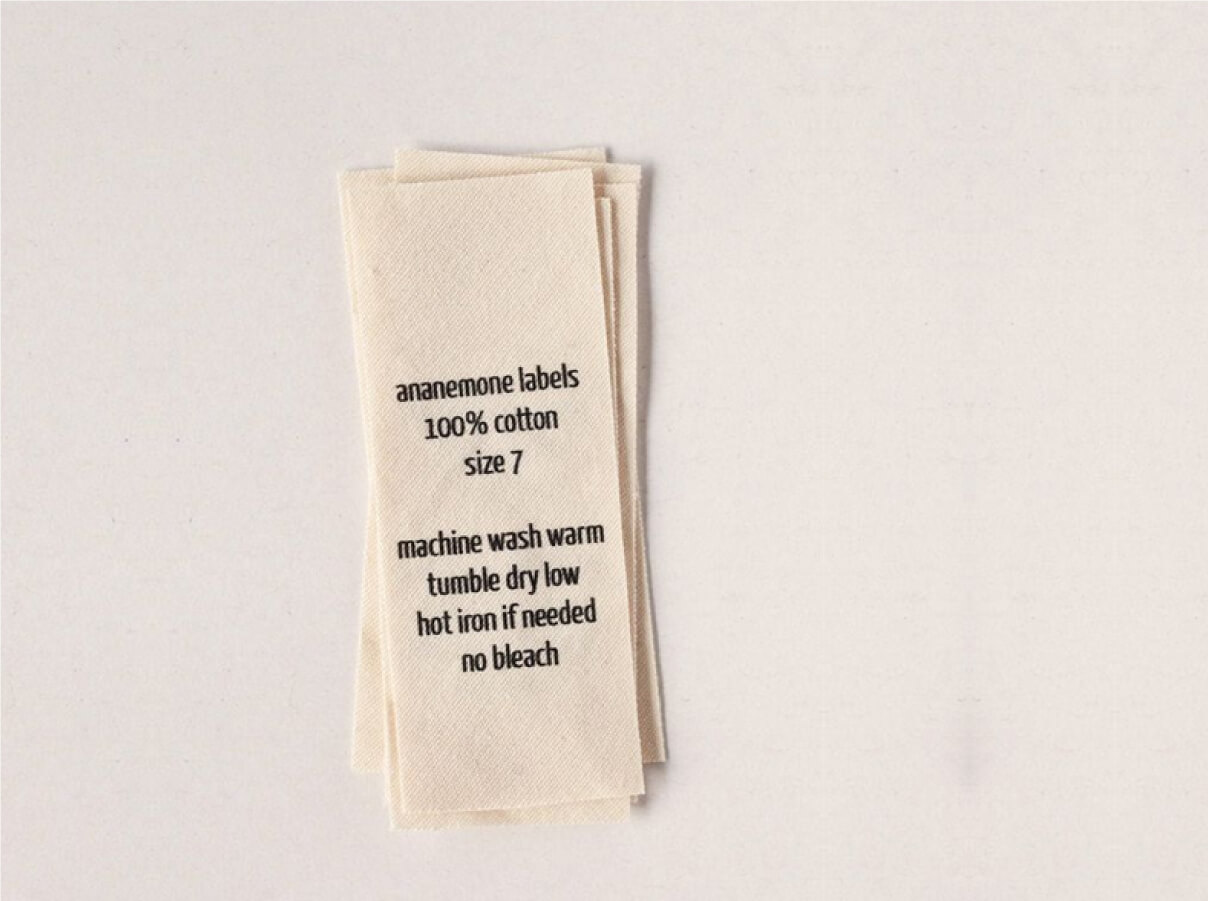 ananemone labels
100% cotton
size 7
machine wash warm
tumble dry low
hot iron if needed
no bleach